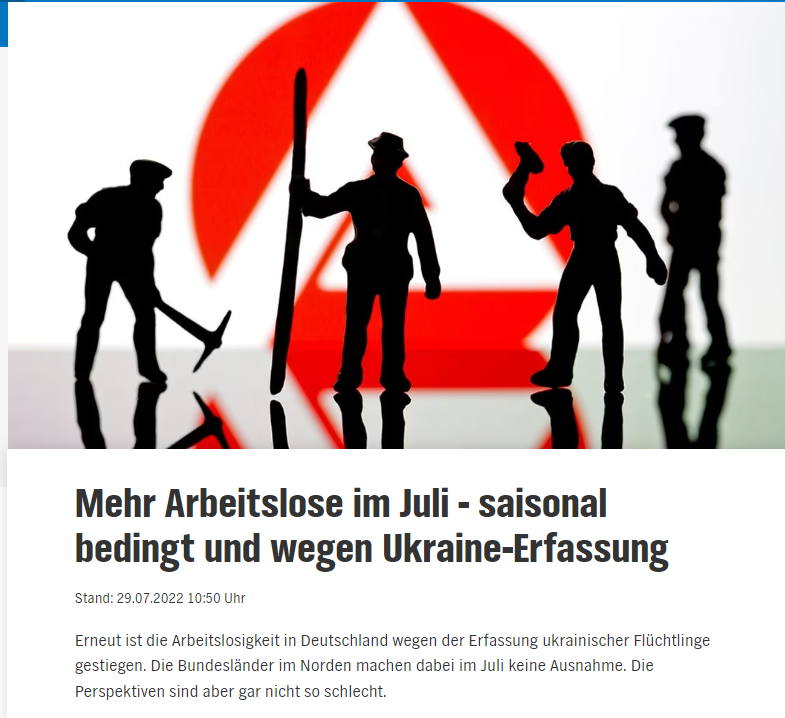 Mehr Arbeitslose im Juli - saisonal
bedingt und wegen Ukraine-Erfassung
Stand: 29.07.2022 10:50 Uhr
Erneut ist die Arbeitslosigkeit in Deutschland wegen der Erfassung ukrainischer Flüchtlinge
gestiegen. Die Bundesländer im Norden machen dabei im Juli keine Ausnahme. Die
Perspektiven sind aber gar nicht so schlecht.